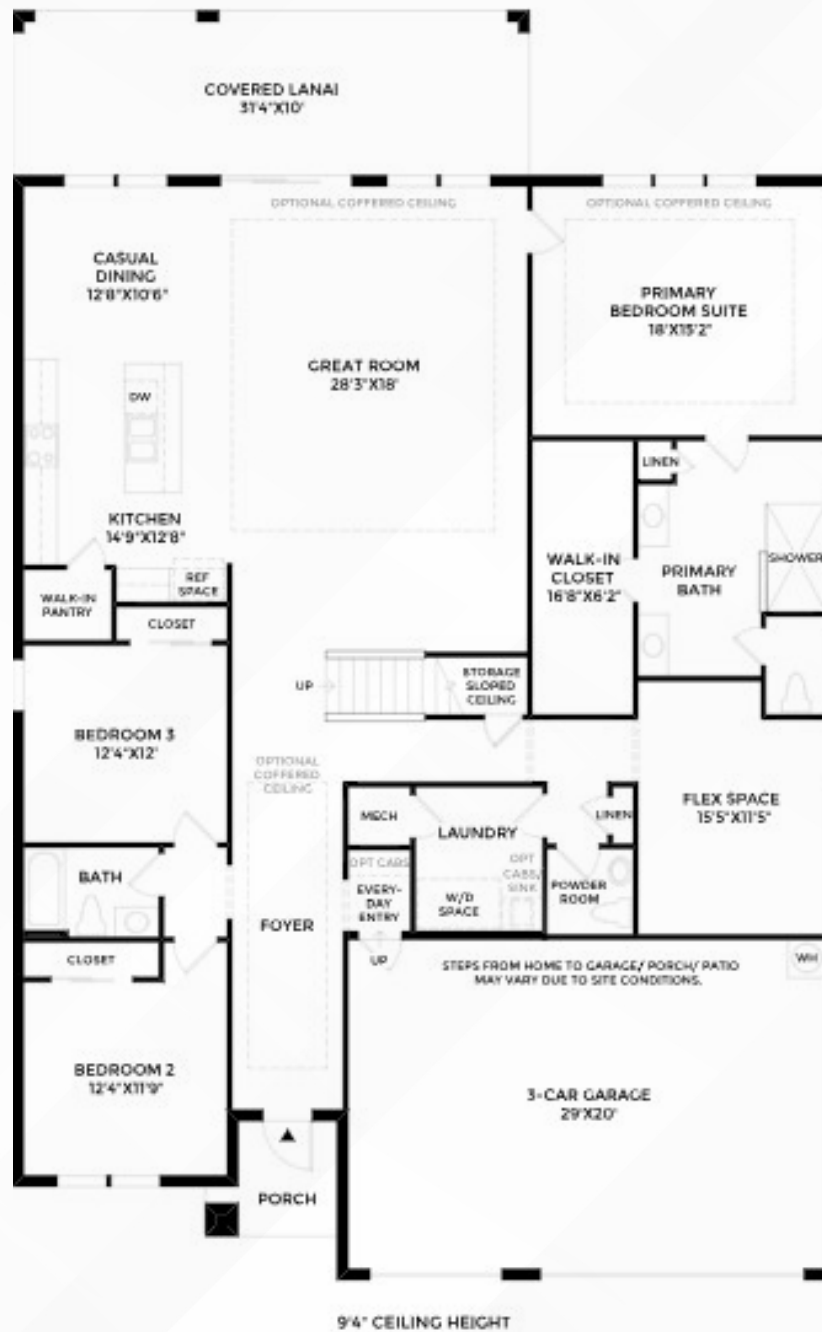 COVERED LANAI
31'4"X10'
OPTIONAL COFFERED CEILING
OPTIONAL COFFERED CEILING
CASUAL
DINING
12'8"X10'6"
PRIMARY
BEDROOM SUITE
18'X15'2"
GREAT ROOM
28'3"X18'
DW
LINEN
KITCHEN
14'9"X12'8"
WALK-IN
CLOSET
16'8"X6'2"
PRIMARY
BATH
SHOWER
REF
SPACE
WALK-IN
PANTRY
CLOSET
UP
STORAGE
SLOPED
CEILING
BEDROOM 3
12'4"X12'
OPTIONAL
COFFERED
CEILING
FLEX SPACE
15'5"X11'5"
MECH
LAUNDRY
LINEN
OPT CABS
OPT
CABS/
SINK
BATH
EVERY-
DAY
ENTRY
W/D
SPACE
POWDER
ROOM
FOYER
UP
CLOSET
STEPS FROM HOME TO GARAGE/ PORCH/ PATIO
MAY VARY DUE TO SITE CONDITIONS.
WH
BEDROOM 2
12'4"X11'9"
3-CAR GARAGE
29'X20'
PORCH
9'4" CEILING HEIGHT